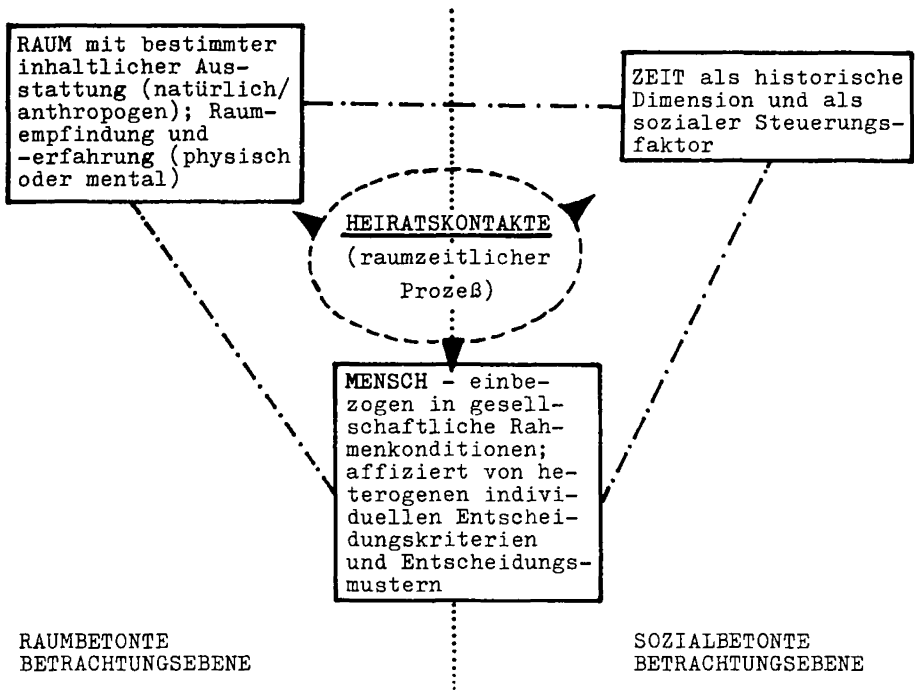 RAUM mit bestimmter
inhaltlicher Aus-
stattung (natürlich/
anthropogen); Raum-
empfindung und
-erfahrung (physisch
oder mental)
ZEIT als historische
Dimension und als
sozialer Steuerungs-
faktor
HEIRATSKONTAKTE
(raumzeitlicher
Prozeß)
MENSCH - einbe-
zogen in gesell-
schaftliche Rah-
menkonditionen;
affiziert von he-
terogenen indivi-
duellen Entschei-
dungskriterien
und Entscheidungs-
mustern
RAUMBETONTE
BETRACHTUNGSEBENE
SOZIALBETONTE
BETRACHTUNGSEBENE